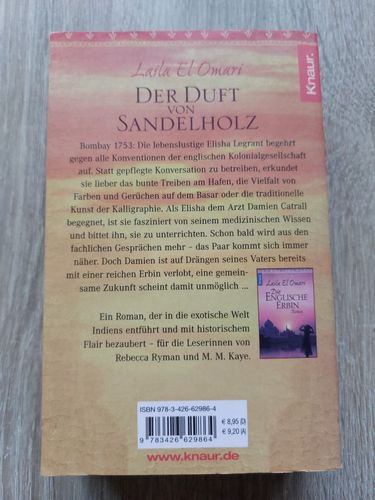 Laila El Omari
Knaur.
DER DUFT
VON
SANDELHOLZ
Bombay 1753: Die lebenslustige Elisha Legrant begehrt
gegen alle Konventionen der englischen Kolonialgesellschaft
auf. Statt gepflegte Konversation zu betreiben, erkundet
sie lieber das bunte Treiben am Hafen, die Vielfalt von
Farben und Gerüchen auf dem Basar oder die traditionelle
Kunst der Kalligraphie. Als Elisha dem Arzt Damien Catrall
begegnet, ist sie fasziniert von seinem medizinischen Wissen
und bittet ihn, sie zu unterrichten. Schon bald wird aus den
fachlichen Gesprächen mehr – das Paar kommt sich immer
näher. Doch Damien ist auf Drängen seines Vaters bereits
mit einer reichen Erbin verlobt, eine gemein-
same Zukunft scheint damit unmöglich ...
Laila El Omari
Die
ENGLISCHE
ERBIN
Roman
Ein Roman, der in die exotische Welt
Indiens entführt und mit historischem
Flair bezaubert – für die Leserinnen von
Rebecca Ryman und M. M. Kaye.
ISBN 978-3-426-62986-4
€ 8,95 (D)
€ 9,20 (A)
9 783426 629864
www.knaur.de